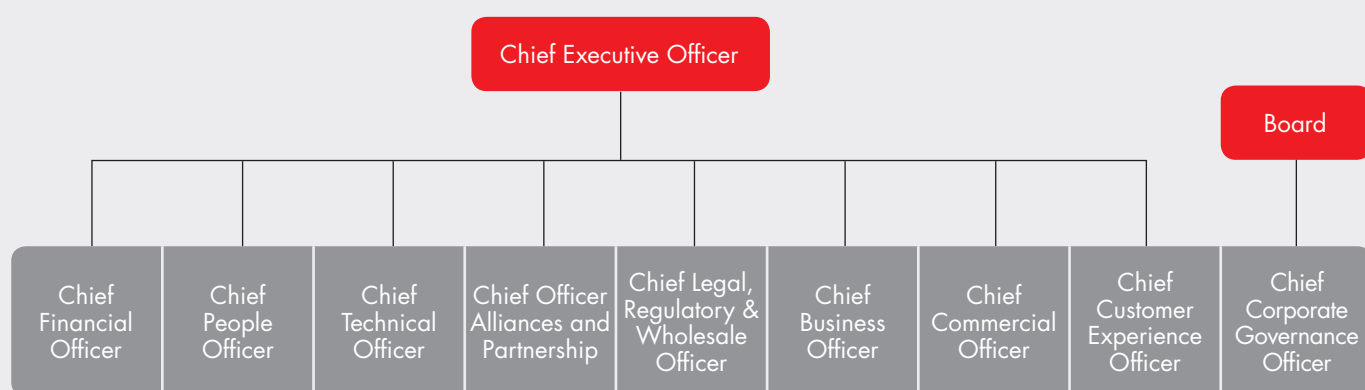 Chief Executive Officer
Board
Chief
Financial
Officer
Chief
People
Officer
Chief
Technical
Officer
Chief Officer
Alliances and
Partnership
Chief Legal,
Regulatory &
Wholesale
Officer
Chief
Business
Officer
Chief
Commercial
Officer
Chief
Customer
Experience
Officer
Chief
Corporate
Governance
Officer